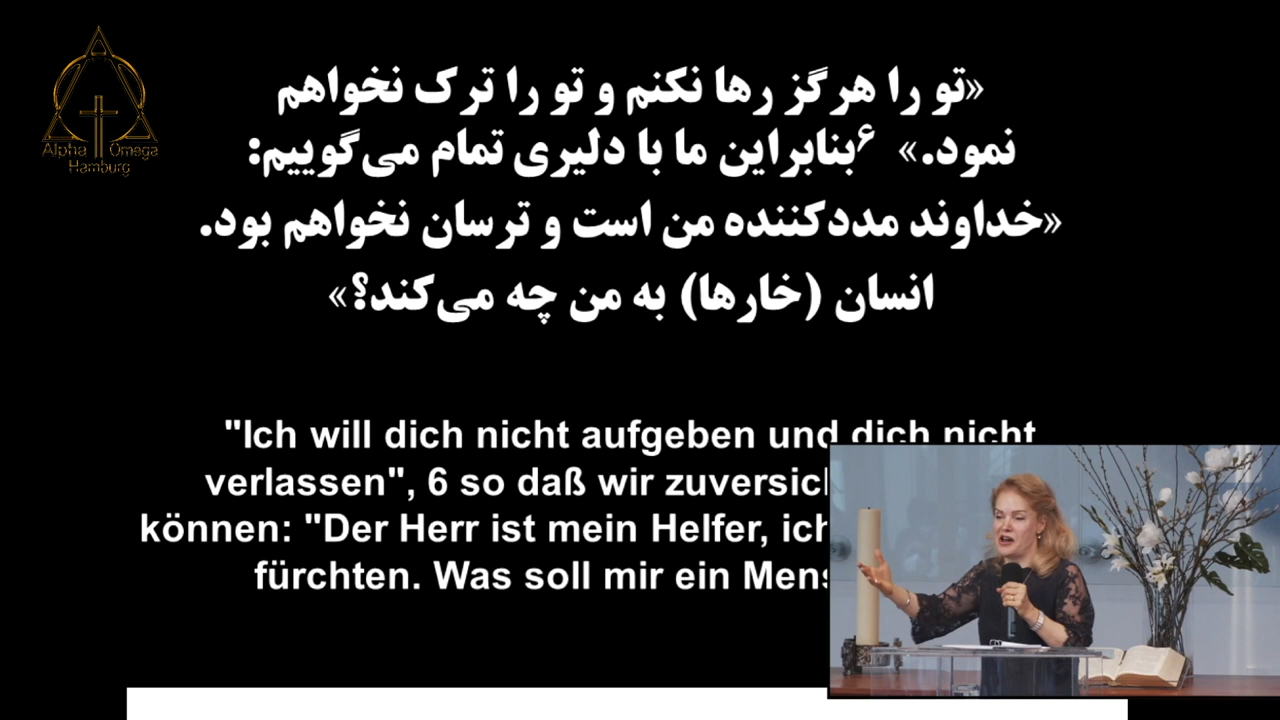 Alpha Omega
Hamburg
«تو را هرگز رها نکنم و تو را ترک نخواهم
نمود.» ۶بنابراین ما با دلیری تمام می‌گوییم:
«خداوند مددکننده من است و ترسان نخواهم بود.
انسان (خارها) به من چه می‌کند؟»
"Ich will dich nicht aufgeben und dich nicht
verlassen", 6 so daß wir
können: "Der Herr ist mein Helfer, ich
fürchten. Was soll mir ein